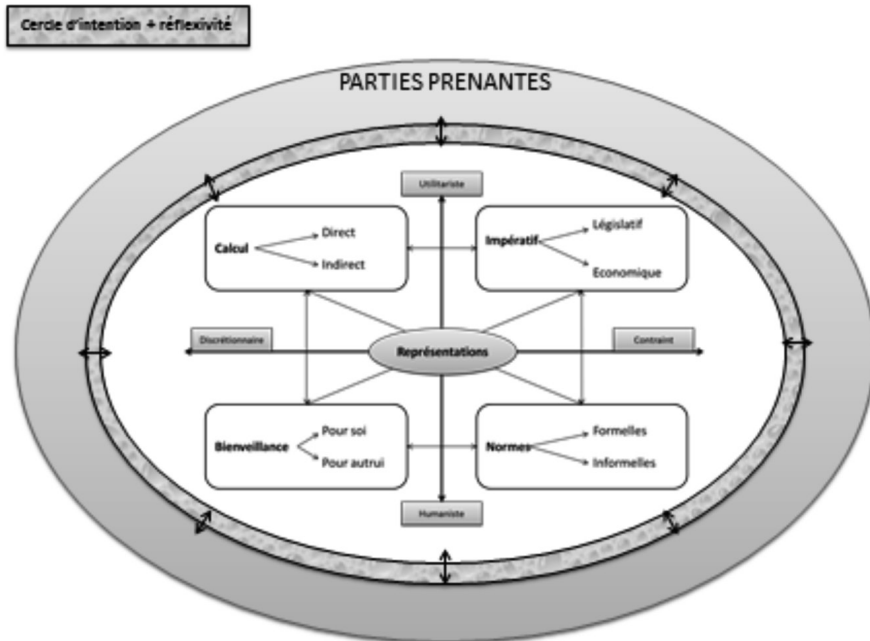 Cercle d'intention + réflexivité
PARTIES PRENANTES
Utilitariste
Calcul
Direct
Indirect
Impératif
Législatif
Economique
Discrétionnaire
Représentations
Contraint
Bienveillance
Pour soi
Pour autrui
Normes
Formelles
Informelles
Humaniste